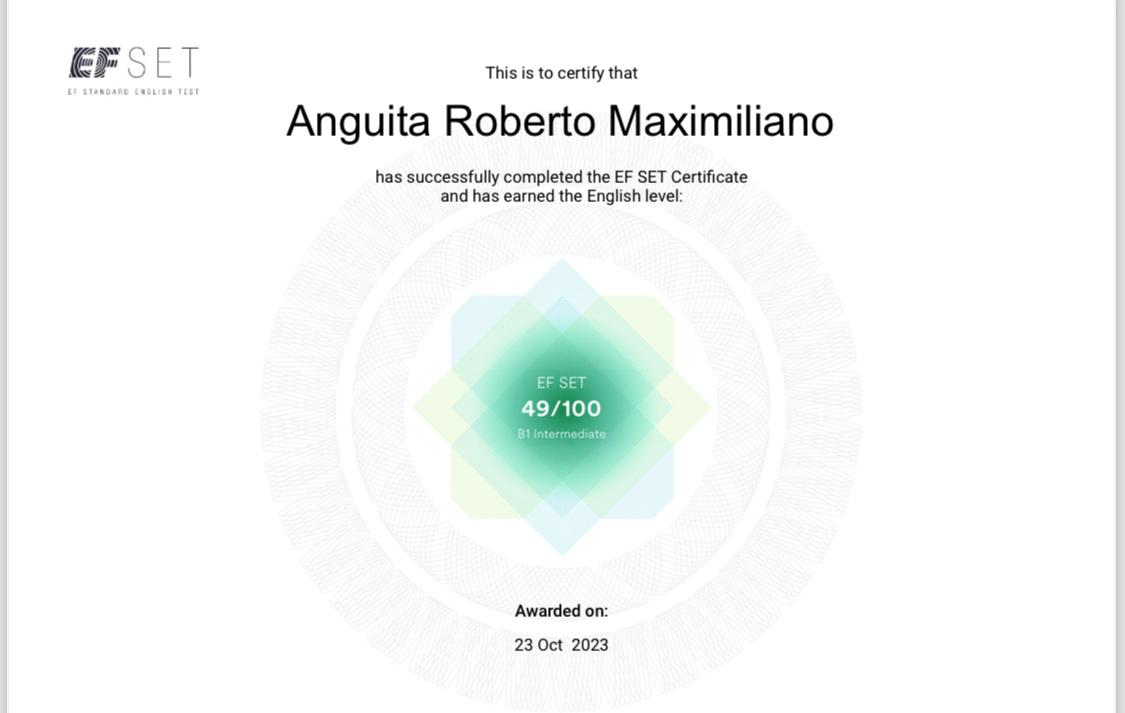 EF SET
EF STANDARD ENGLISH TEST
This is to certify that
Anguita Roberto Maximiliano
has successfully completed the EF SET Certificate
and has earned the English level:
EF SET
49/100
B1 Intermediate
Awarded on:
23 Oct 2023